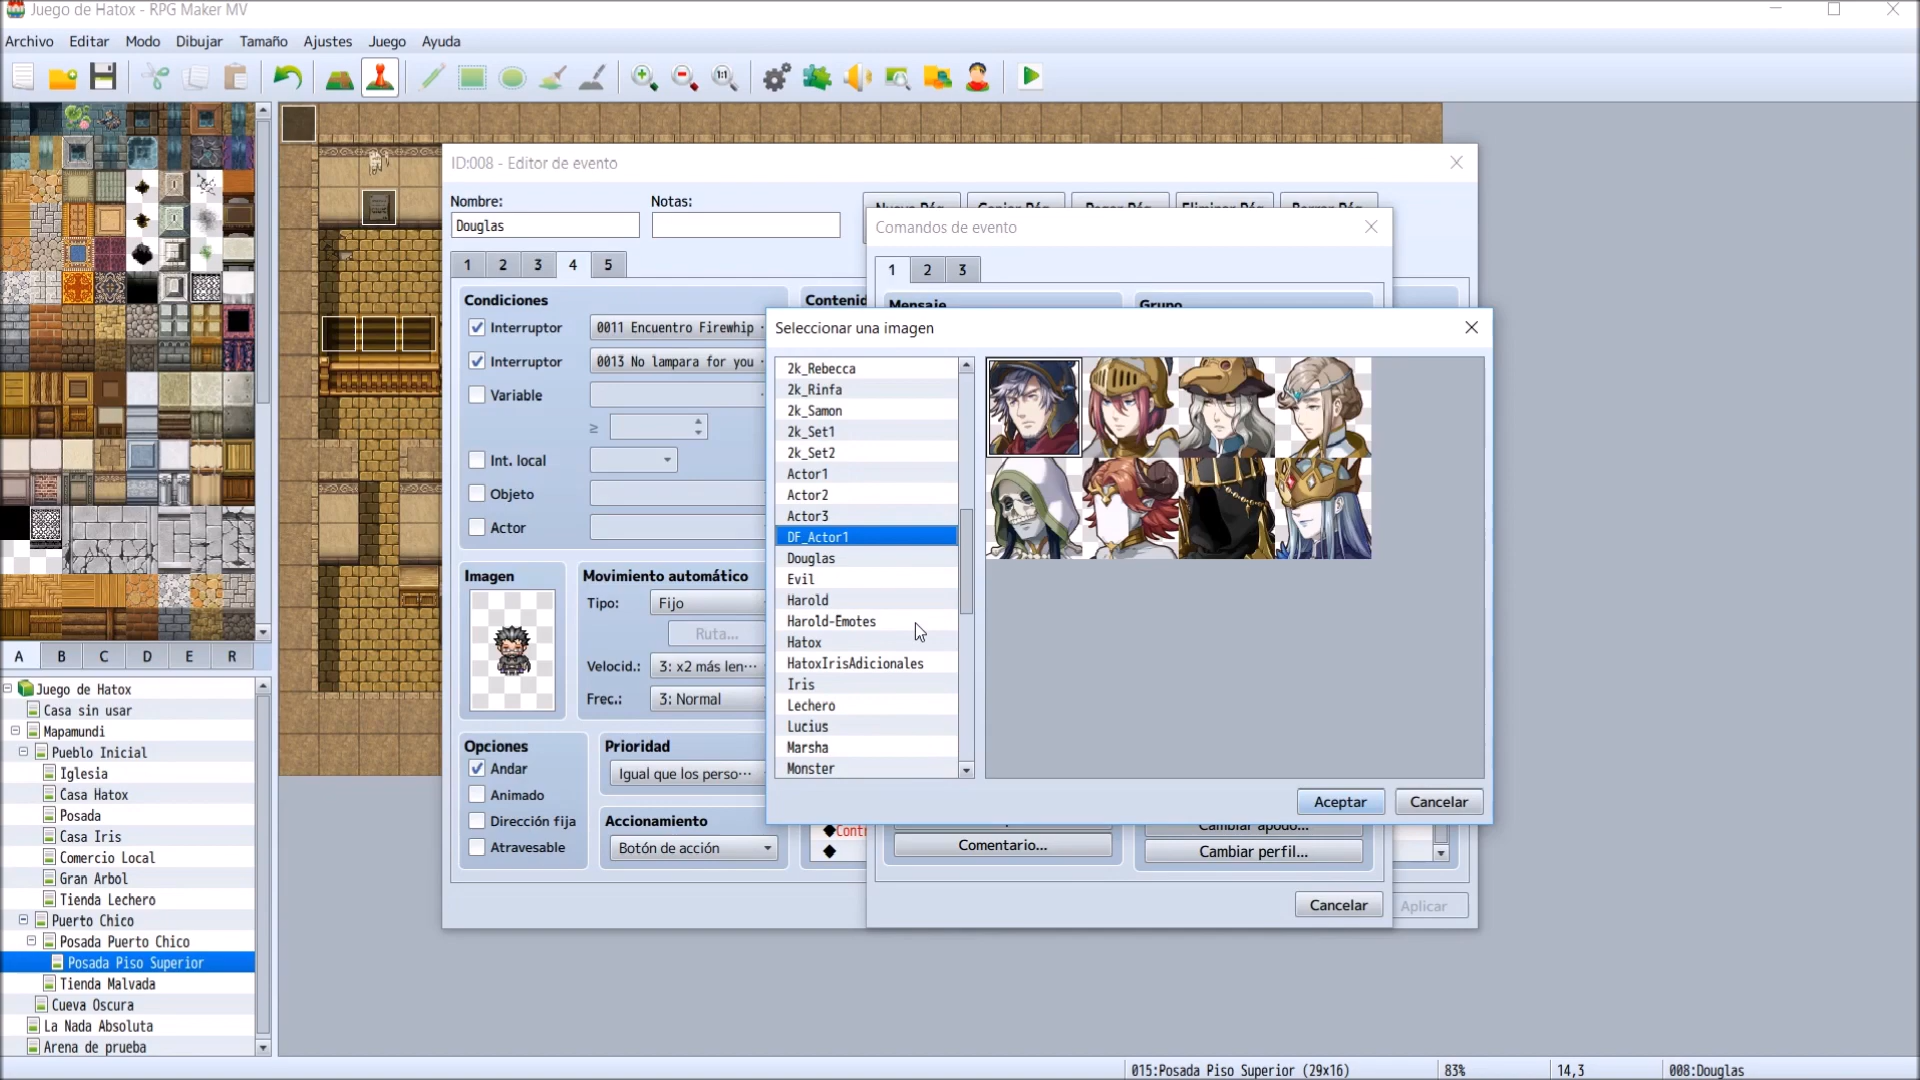 Juego de Hatox - RPG Maker MV
Archivo Editar Modo Dibujar Tamaño Ajustes Juego Ayuda
1:1
ID:008 - Editor de evento
Nombre:
Notas:
Douglas
1 2 3 4 5
Condiciones
Interruptor
0011 Encuentro Firewhip
Interruptor
0013 No lampara for you
Variable
≥
Int. local
Objeto
Actor
Imagen
Movimiento automático
Tipo:
Fijo
Ruta...
Velocid.:
3: x2 más len···
Frec.:
3: Normal
Opciones
Andar
Animado
Dirección fija
Atravesable
Prioridad
Igual que los perso···
Accionamiento
Botón de acción
Contenid
◆Contr
◆
Aplicar
Comandos de evento
1 2 3
Mensaje
Grupo
Comentario...
Cambiar apodo...
Cambiar perfil...
Cancelar
Seleccionar una imagen
2k_Rebecca
2k_Rinfa
2k_Samon
2k_Set1
2k_Set2
Actor1
Actor2
Actor3
DF_Actor1
Douglas
Evil
Harold
Harold-Emotes
Hatox
HatoxIrisAdicionales
Iris
Lechero
Lucius
Marsha
Monster
Aceptar
Cancelar
A B C D E R
Juego de Hatox
Casa sin usar
Mapamundi
Pueblo Inicial
Iglesia
Casa Hatox
Posada
Casa Iris
Comercio Local
Gran Arbol
Tienda Lechero
Puerto Chico
Posada Puerto Chico
Posada Piso Superior
Tienda Malvada
Cueva Oscura
La Nada Absoluta
Arena de prueba
015:Posada Piso Superior (29x16)
83%
14,3
008:Douglas